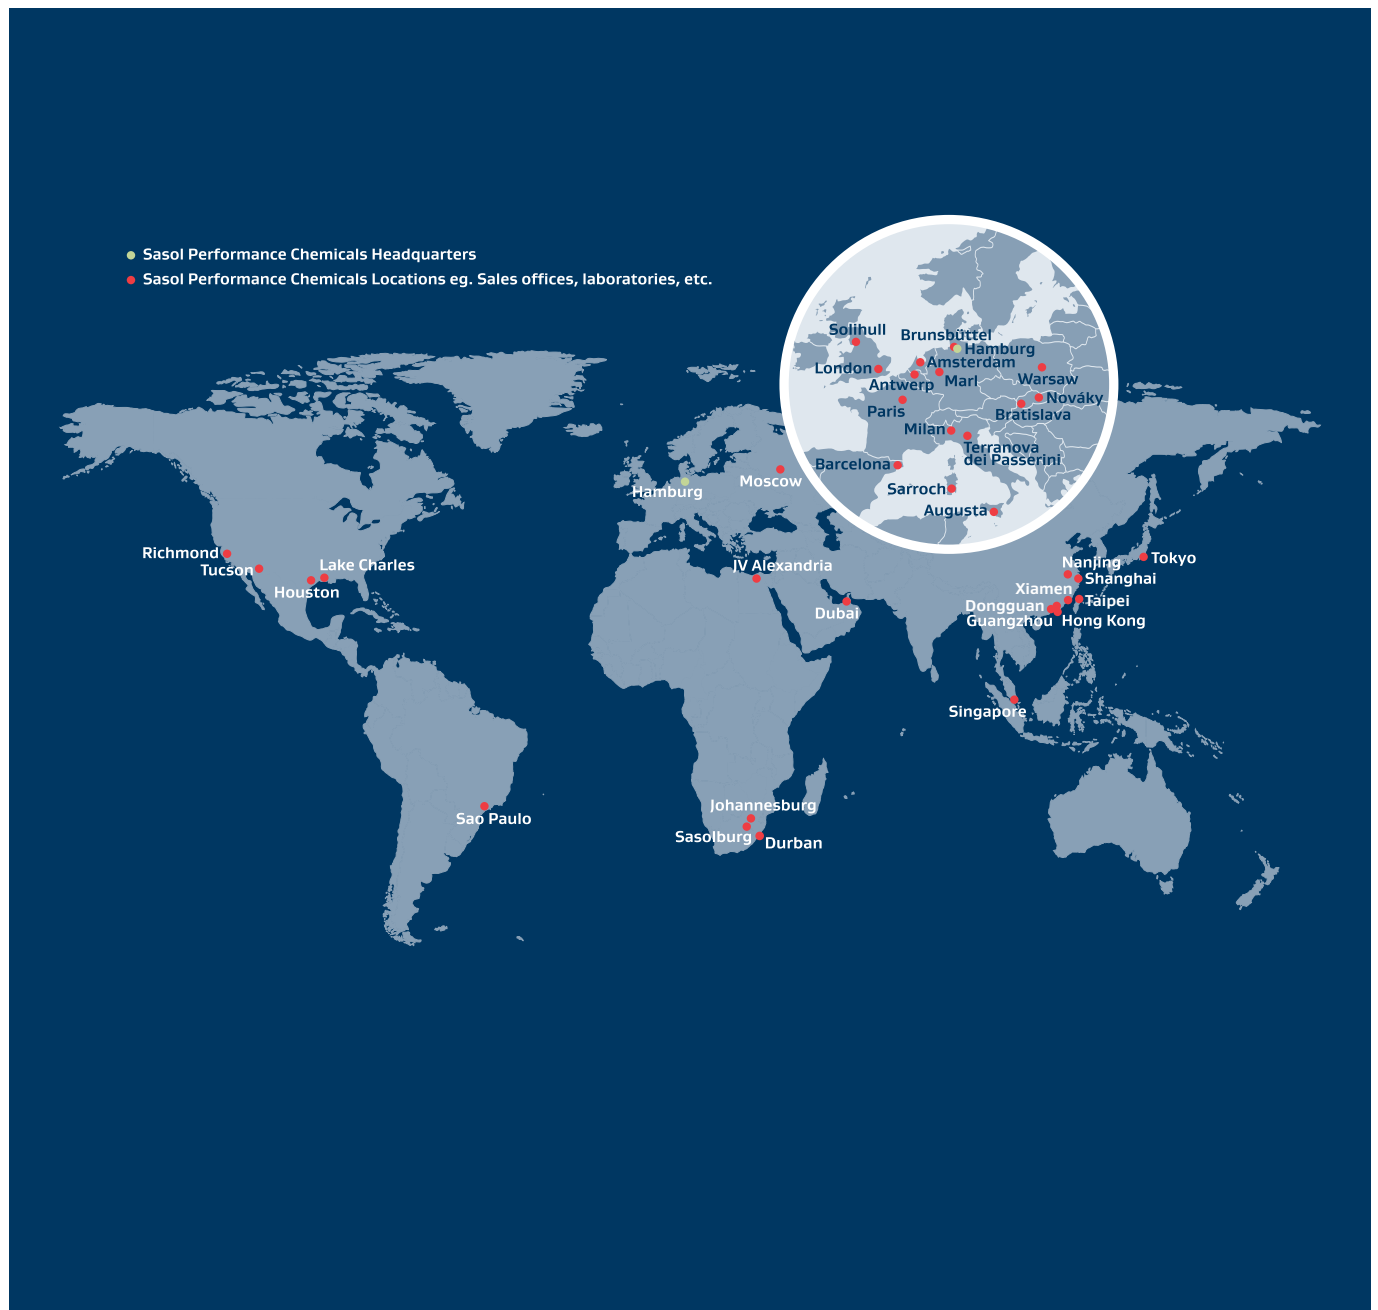 Sasol Performance Chemicals Headquarters
Sasol Performance Chemicals Locations eg. Sales offices, laboratories, etc.
Solihull
Brunsbüttel
Hamburg
London
Amsterdam
Antwerp
Marl
Warsaw
Paris
Nováky
Bratislava
Milan
Terranova
dei Passerini
Barcelona
Sarroch
Augusta
Hamburg
Moscow
Richmond
Tucson
Lake Charles
Houston
JV Alexandria
Dubai
Nanjing
Tokyo
Shanghai
Xiamen
Taipei
Dongguan
Guangzhou
Hong Kong
Singapore
Sao Paulo
Johannesburg
Sasolburg
Durban